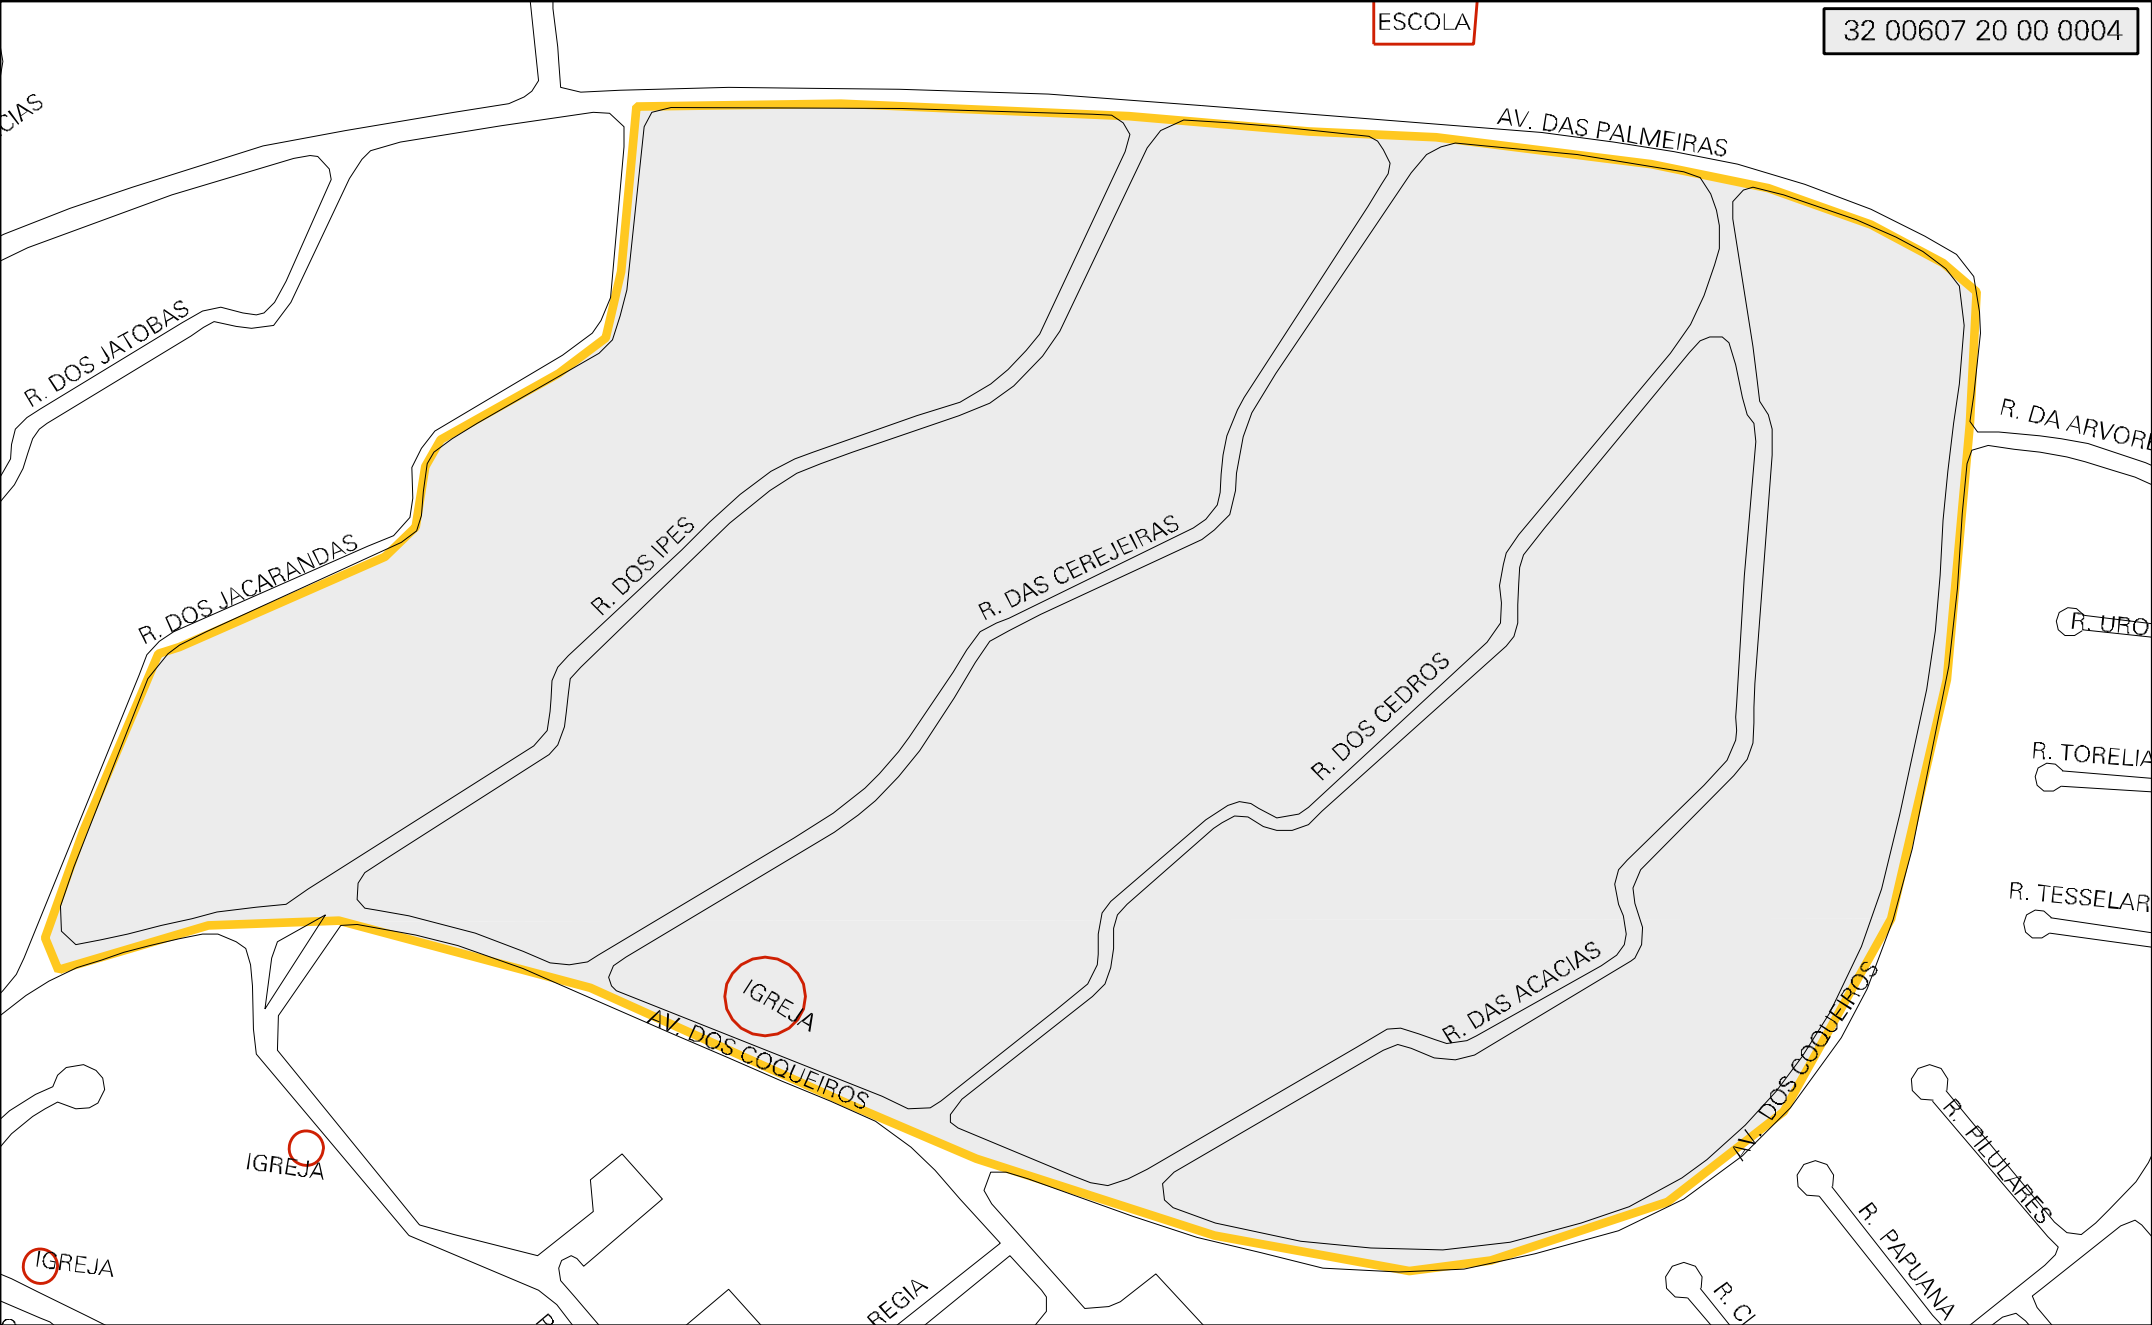 ESCOLA
32 00607 20 00 0004
AV. DAS PALMEIRAS
R. DOS JATOBAS
R. DOS JACARANDAS
R. DOS IPES
R. DAS CEREJEIRAS
R. DOS CEDROS
R. DAS ACACIAS
R. DA ARVORE
R. URO
R. TORELIA
R. TESSELAR
IGREJA
AV. DOS COQUEIROS
AV. DOS COQUEIROS
R. PILULARES
R. PAPUANA
IGREJA
IGREJA
REGIA
R. CI
CIAS